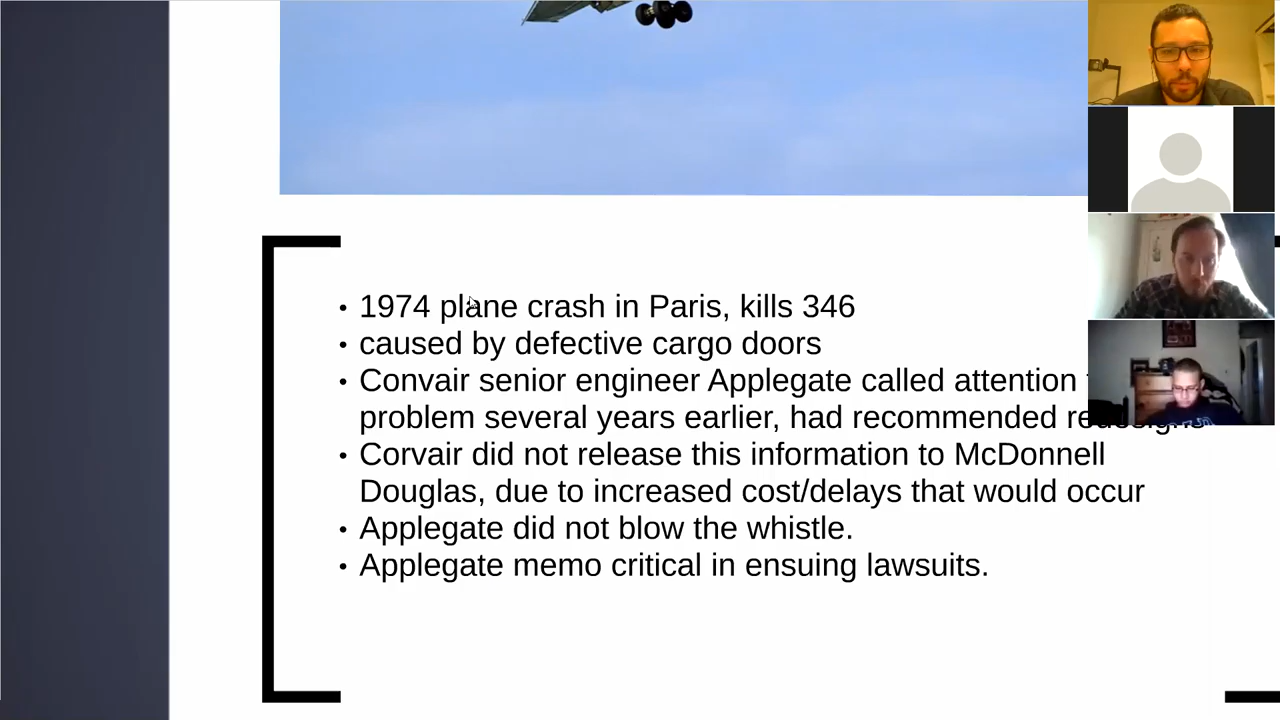 • 1974 plane crash in Paris, kills 346
• caused by defective cargo doors
• Convair senior engineer Applegate called attention
problem several years earlier, had recommended redesigns
• Corvair did not release this information to McDonnell
Douglas, due to increased cost/delays that would occur
• Applegate did not blow the whistle.
• Applegate memo critical in ensuing lawsuits.